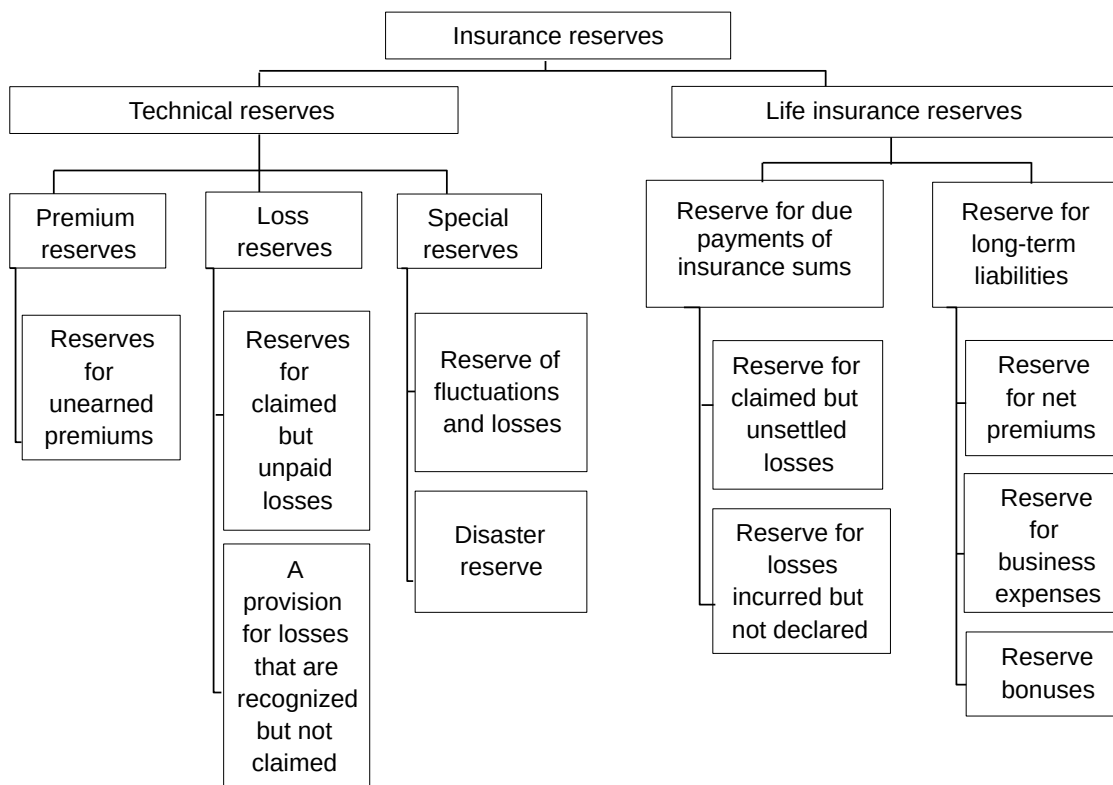 Insurance reserves
Technical reserves
Life insurance reserves
Premium
reserves
Loss
reserves
Special
reserves
Reserve for due
payments of
insurance sums
Reserve for
long-term
liabilities
Reserves
for
unearned
premiums
Reserves
for
claimed
but
unpaid
losses
A
provision
for losses
that are
recognized
but not
claimed
Reserve of
fluctuations
and losses
Disaster
reserve
Reserve for
claimed but
unsettled
losses
Reserve for
losses
incurred but
not declared
Reserve
for net
premiums
Reserve
for
business
expenses
Reserve
bonuses